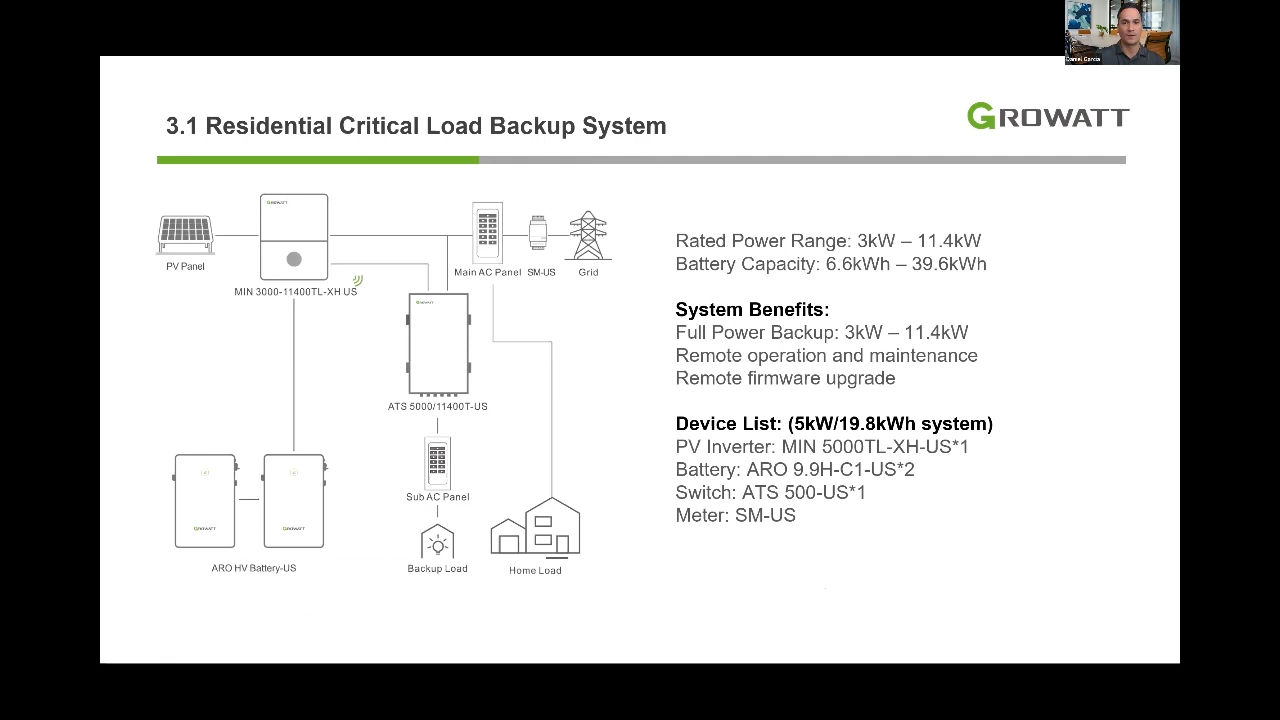 Daniel Garcia
3.1 Residential Critical Load Backup System
GROWATT
GROWATT
PV Panel
MIN 3000-11400TL-XH US
Main AC Panel
SM-US
Grid
GROWATT
ATS 5000/11400T-US
Sub AC Panel
GROWATT
GROWATT
ARO HV Battery-US
Backup Load
Home Load
Rated Power Range: 3kW – 11.4kW
Battery Capacity: 6.6kWh – 39.6kWh
System Benefits:
Full Power Backup: 3kW – 11.4kW
Remote operation and maintenance
Remote firmware upgrade
Device List: (5kW/19.8kWh system)
PV Inverter: MIN 5000TL-XH-US*1
Battery: ARO 9.9H-C1-US*2
Switch: ATS 500-US*1
Meter: SM-US